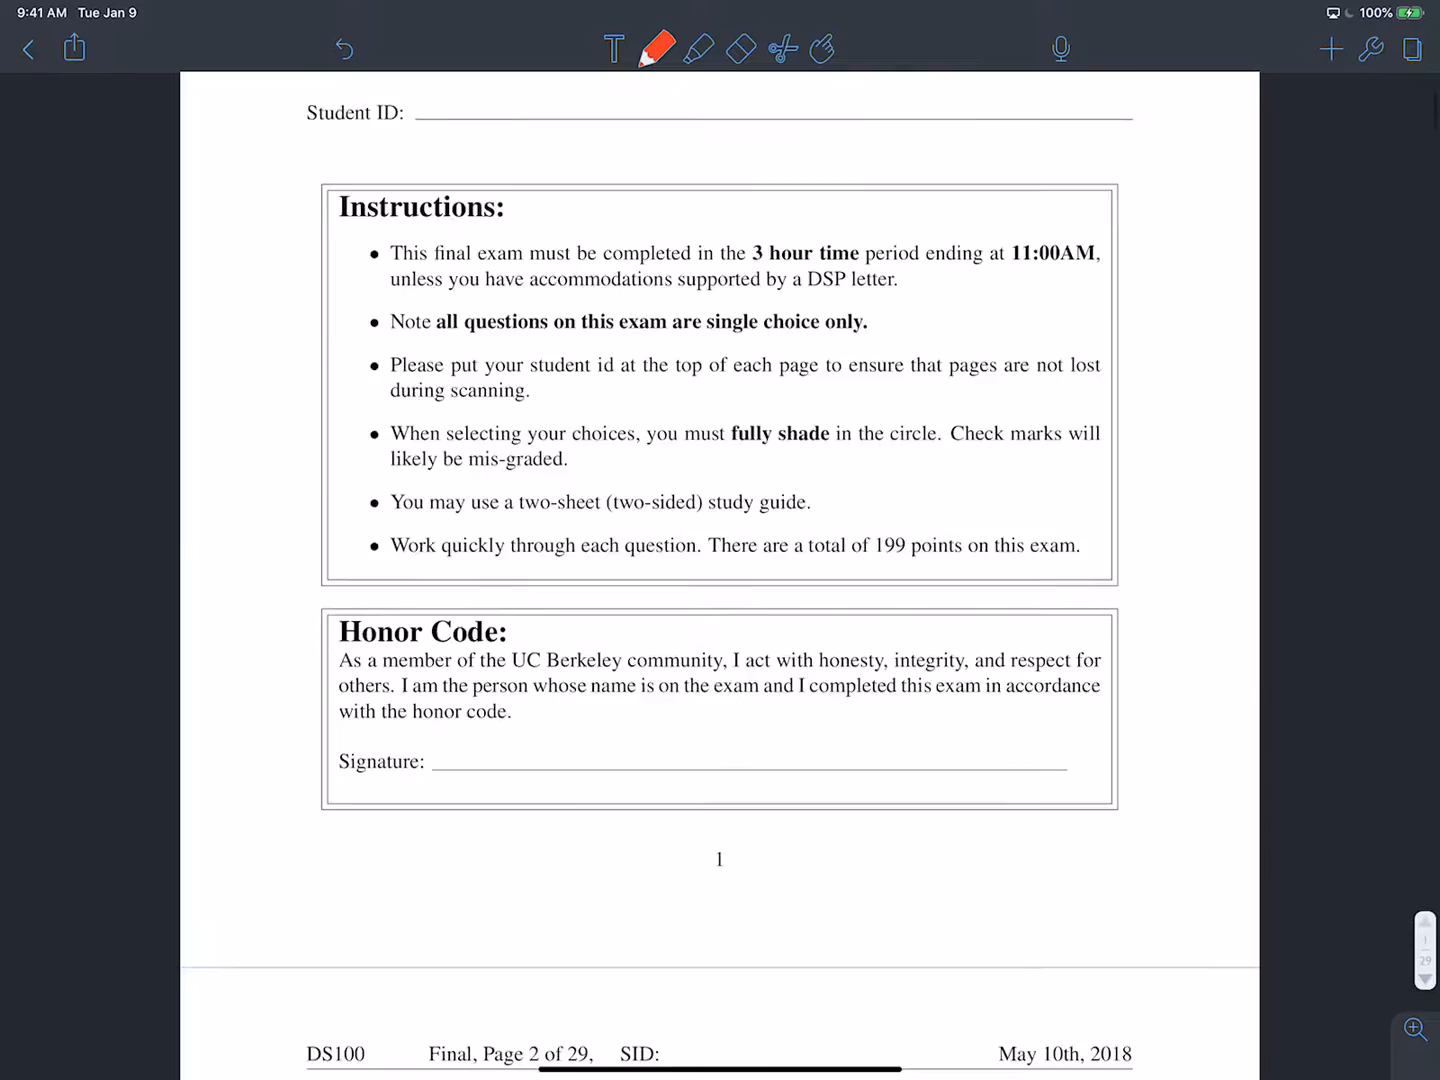 9:41 AM Tue Jan 9
100%
Student ID:
Instructions:
• This final exam must be completed in the 3 hour time period ending at 11:00AM,
unless you have accommodations supported by a DSP letter.
• Note all questions on this exam are single choice only.
• Please put your student id at the top of each page to ensure that pages are not lost
during scanning.
• When selecting your choices, you must fully shade in the circle. Check marks will
likely be mis-graded.
• You may use a two-sheet (two-sided) study guide.
• Work quickly through each question. There are a total of 199 points on this exam.
Honor Code:
As a member of the UC Berkeley community, I act with honesty, integrity, and respect for
others. I am the person whose name is on the exam and I completed this exam in accordance
with the honor code.
Signature:
1
1
29
DS100 Final, Page 2 of 29, SID: May 10th, 2018